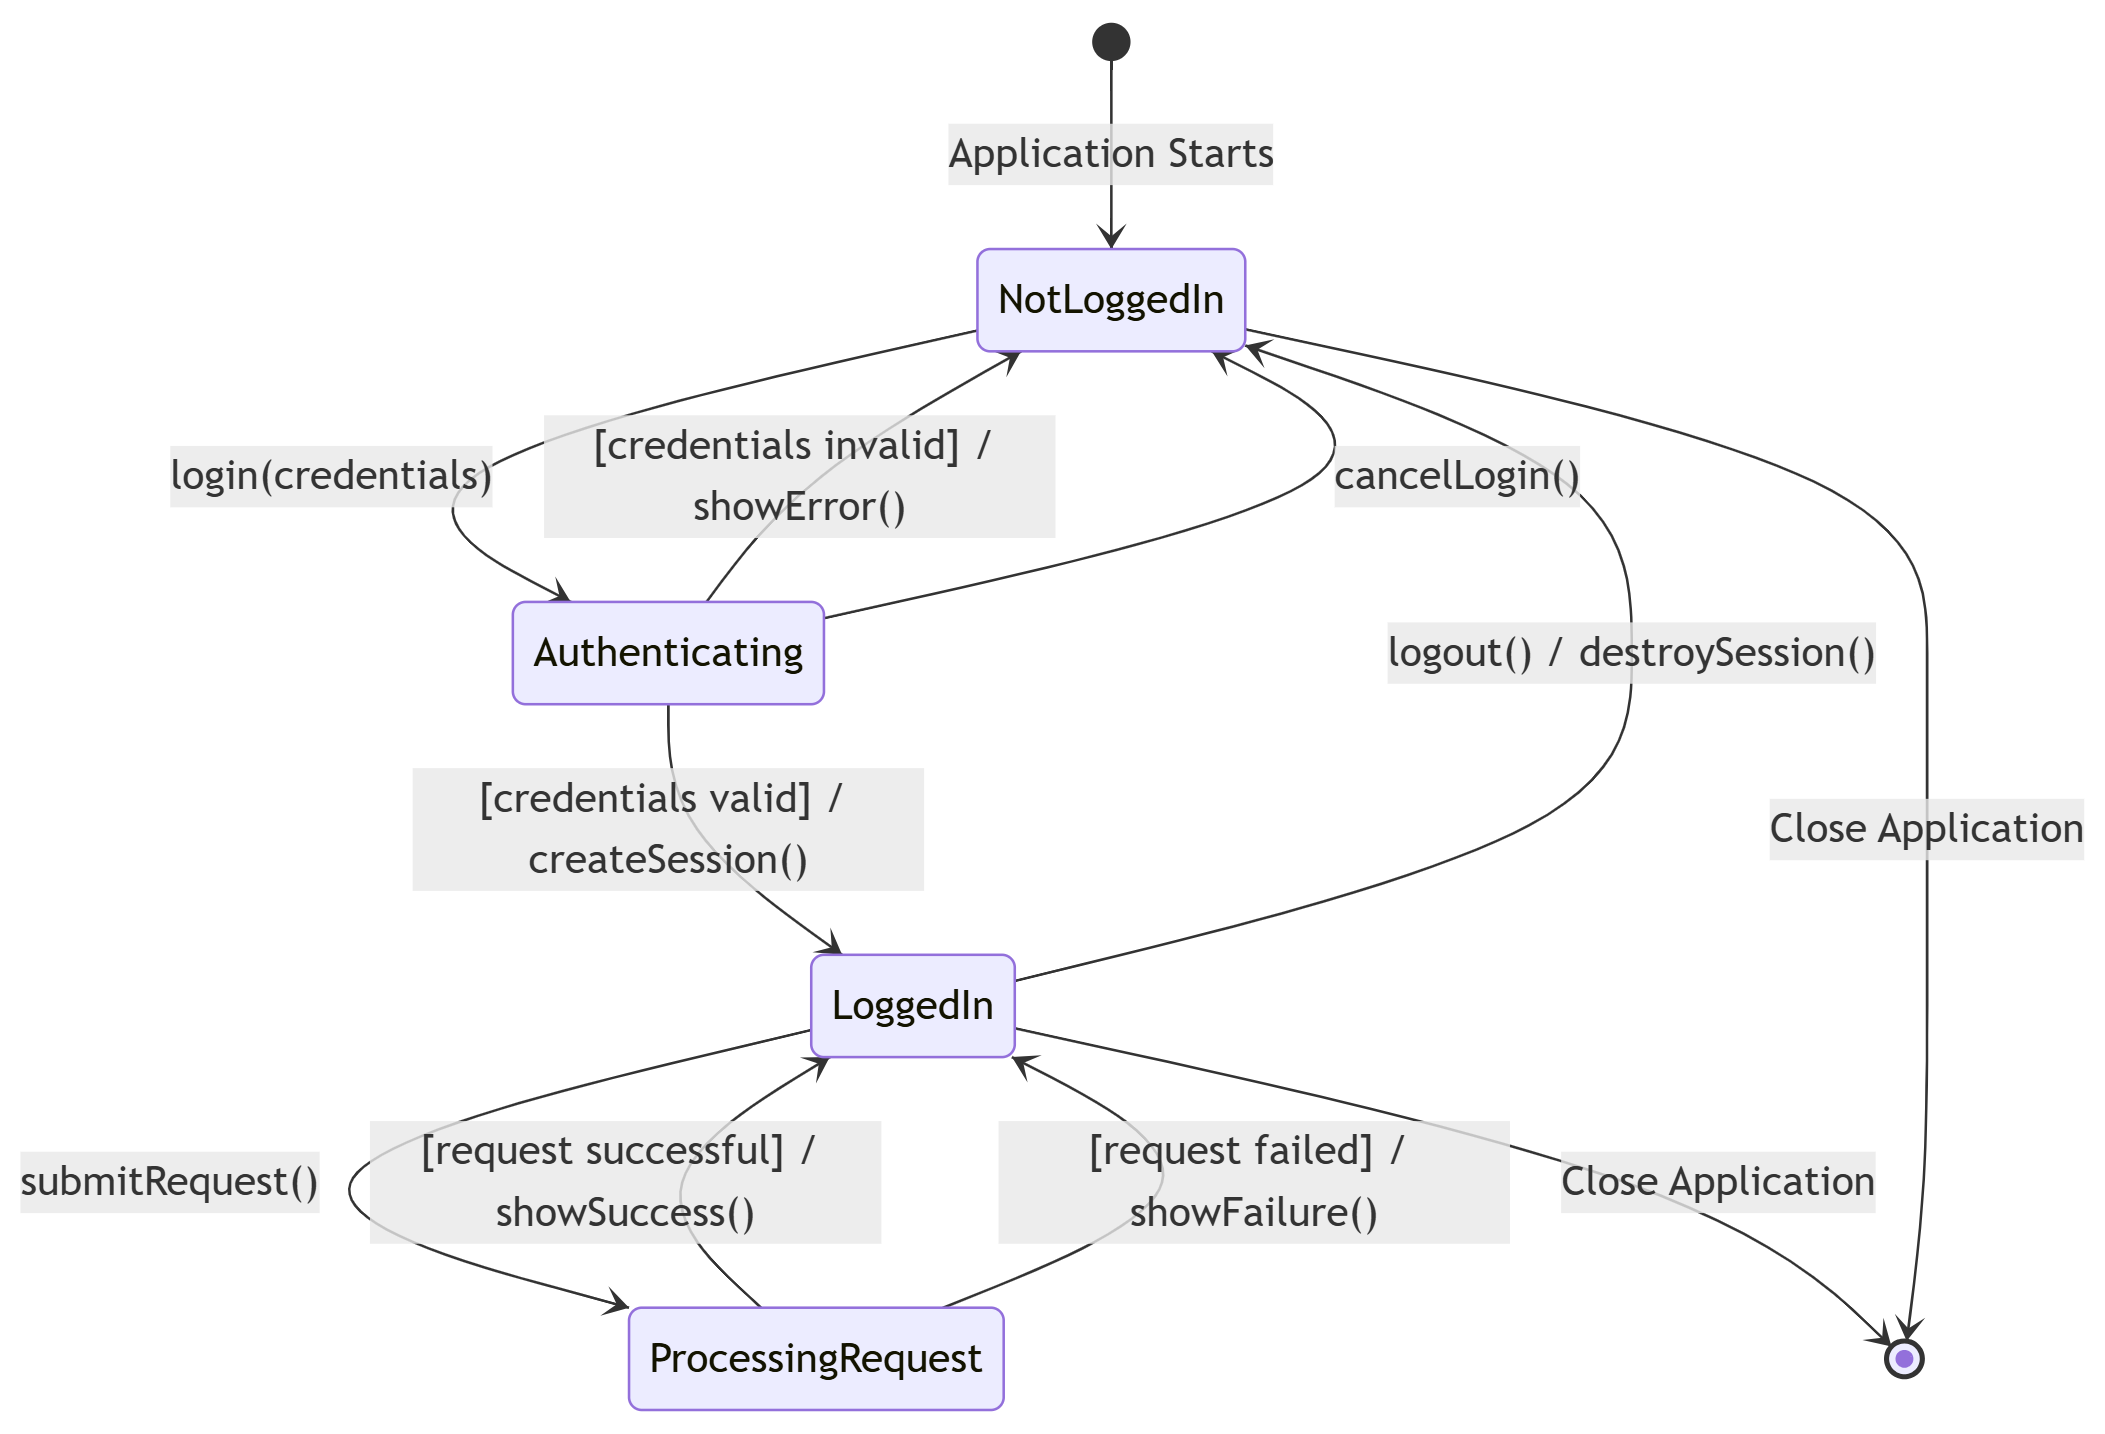 Application Starts
NotLoggedIn
login(credentials)
[credentials invalid] /
showError()
cancelLogin()
Authenticating
logout() / destroySession()
[credentials valid] /
createSession()
Close Application
LoggedIn
submitRequest()
[request successful] /
showSuccess()
[request failed] /
showFailure()
Close Application
ProcessingRequest